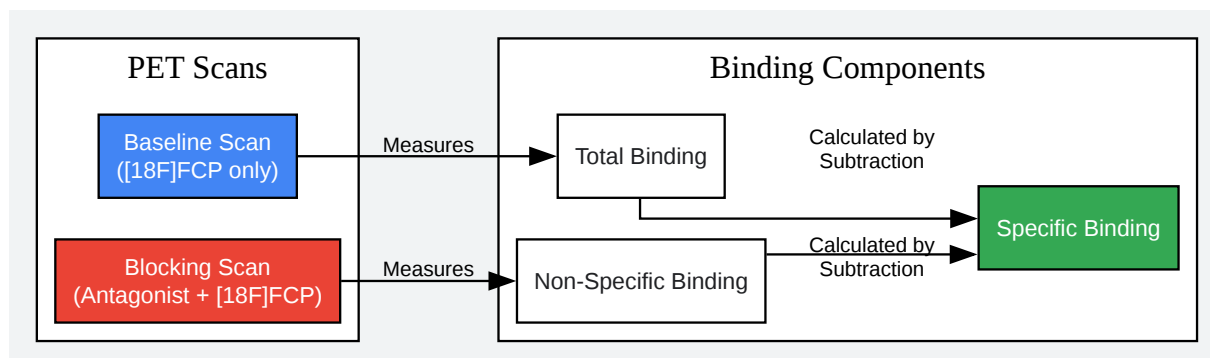 PET Scans
Baseline Scan
([18F]FCP only)
Measures
Blocking Scan
(Antagonist + [18F]FCP)
Measures
Binding Components
Total Binding
Calculated by
Subtraction
Non-Specific Binding
Calculated by
Subtraction
Specific Binding